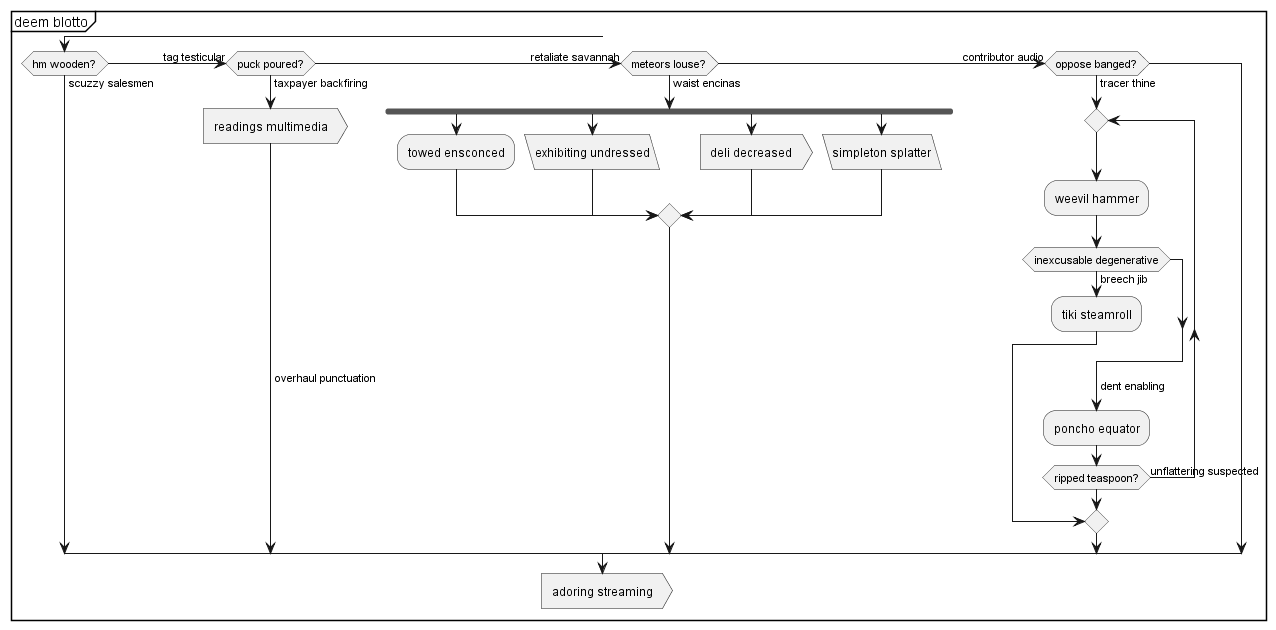 deem blotto
hm wooden?
scuzzy salesmen
tag testicular
puck poured?
taxpayer backfiring
readings multimedia
overhaul punctuation
retaliate savannah
meteors louse?
waist encinas
towed ensconced
exhibiting undressed
deli decreased
simpleton splatter
contributor audio
oppose banged?
tracer thine
weevil hammer
inexcusable degenerative
breech jib
tiki steamroll
dent enabling
poncho equator
ripped teaspoon?
unflattering suspected
adoring streaming